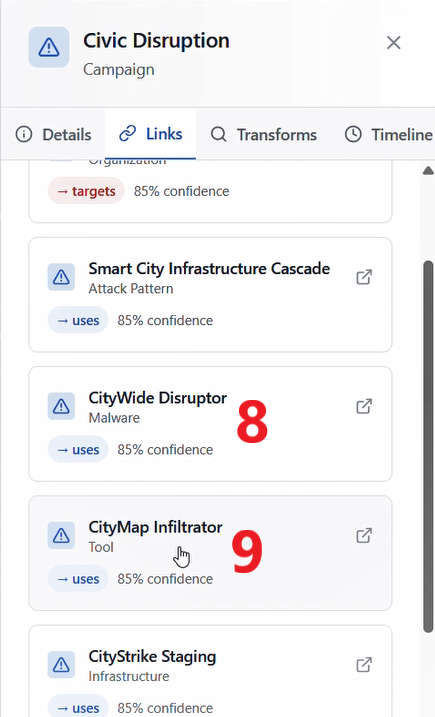 Civic Disruption
Campaign
Details Links Transforms Timeline
Organization
→ targets 85% confidence
Smart City Infrastructure Cascade
Attack Pattern
→ uses 85% confidence
CityWide Disruptor
Malware
8
→ uses 85% confidence
CityMap Infiltrator
Tool
9
→ uses 85% confidence
CityStrike Staging
Infrastructure
→ uses 85% confidence